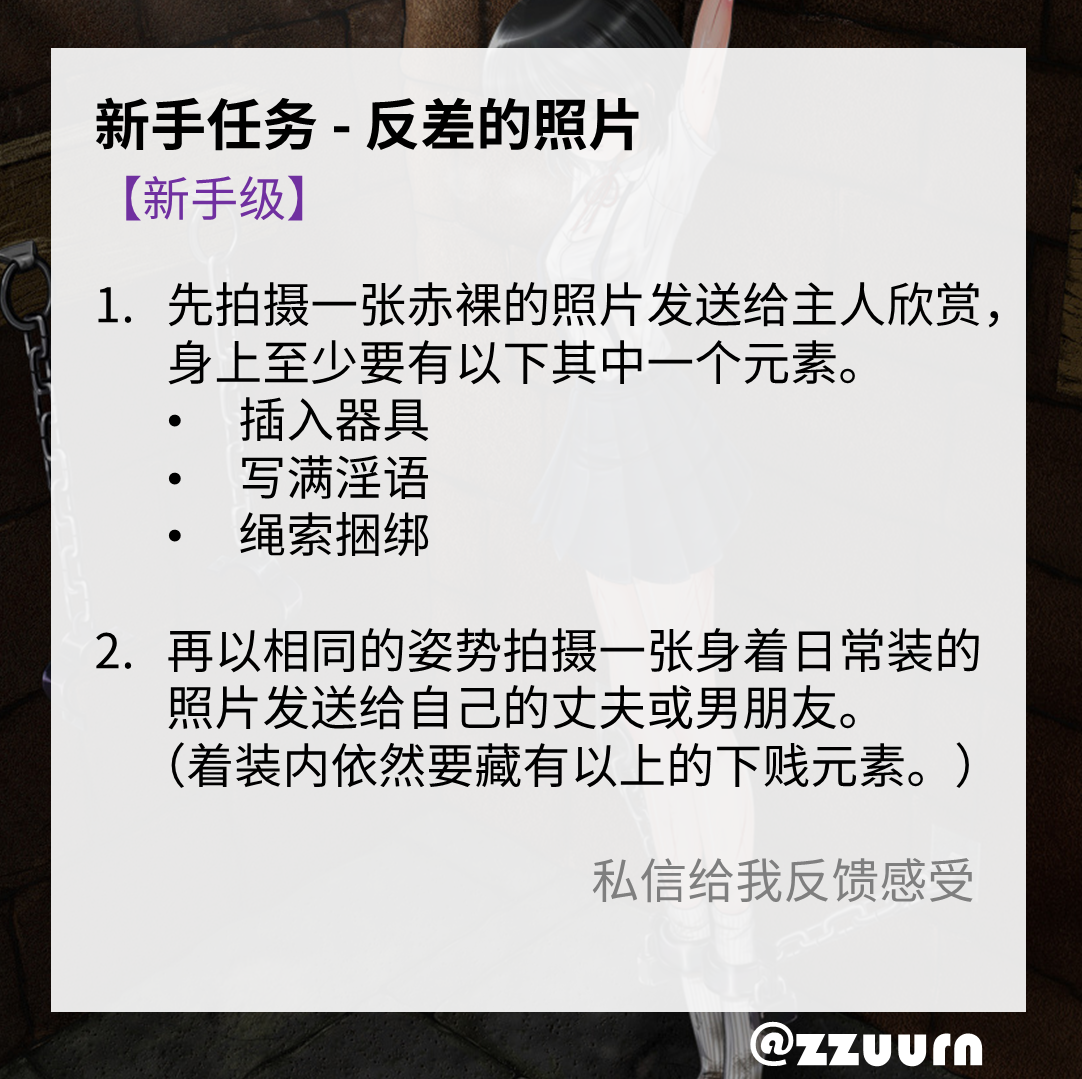 新手任务 - 反差的照片
【新手级】
1. 先拍摄一张赤裸的照片发送给主人欣赏，
身上至少要有以下其中一个元素。
• 插入器具
• 写满淫语
• 绳索捆绑
2. 再以相同的姿势拍摄一张身着日常装的
照片发送给自己的丈夫或男朋友。
（着装内依然要藏有以上的下贱元素。）
私信给我反馈感受
@zzuurn